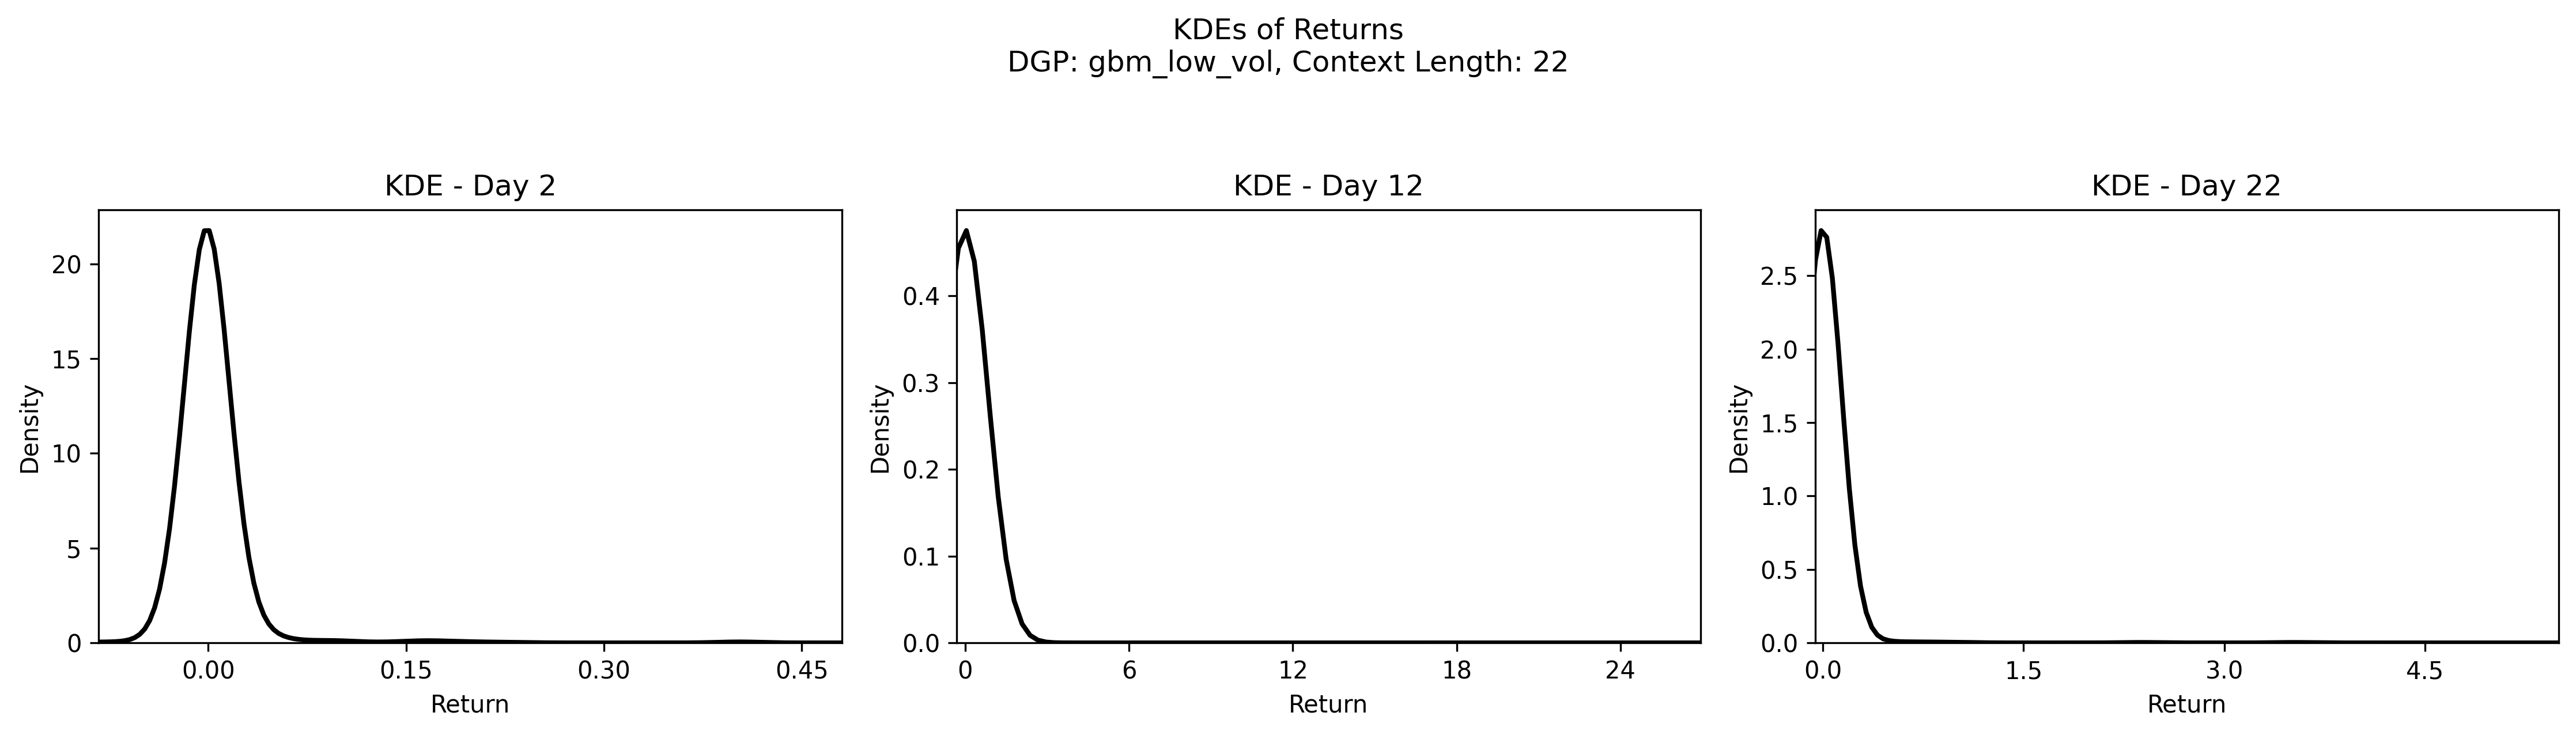 KDEs of Returns
DGP: gbm_low_vol, Context Length: 22
KDE - Day 2
Density
20
15
10
5
0
0.00 0.15 0.30 0.45
Return
KDE - Day 12
Density
0.4
0.3
0.2
0.1
0.0
0 6 12 18 24
Return
KDE - Day 22
Density
2.5
2.0
1.5
1.0
0.5
0.0
0.0 1.5 3.0 4.5
Return